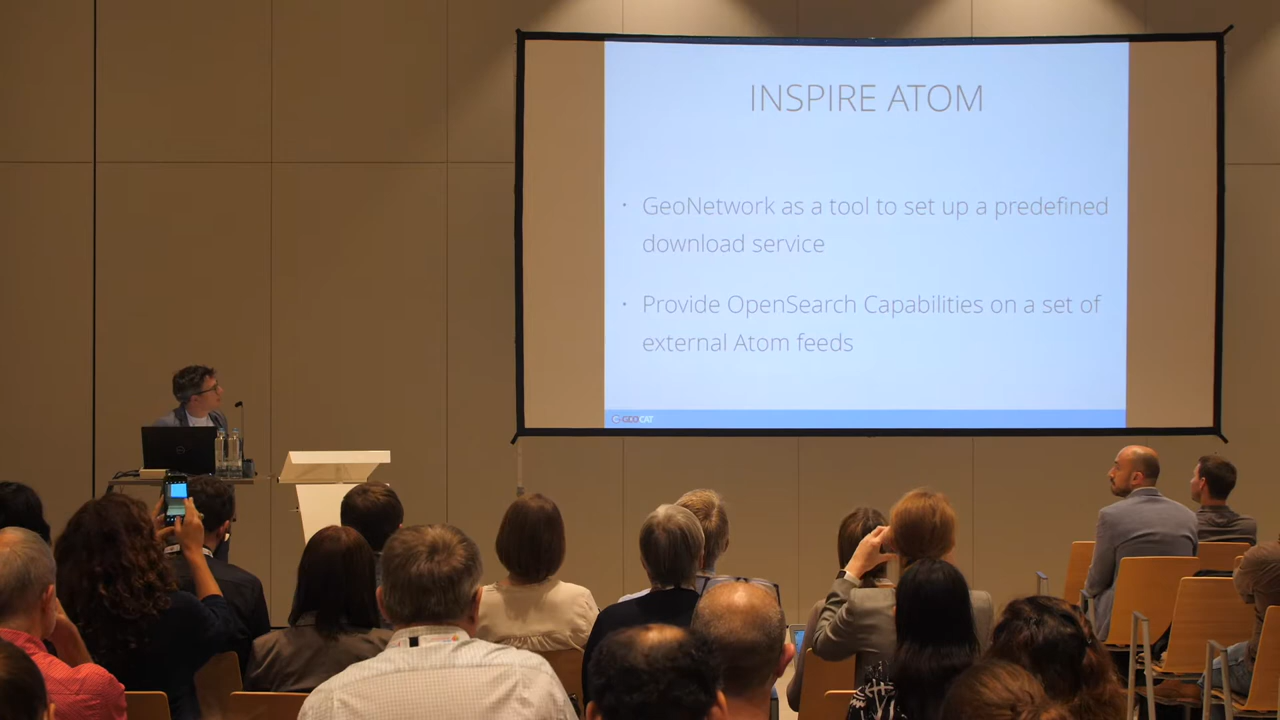 INSPIRE ATOM
• GeoNetwork as a tool to set up a predefined
download service
• Provide OpenSearch Capabilities on a set of
external Atom feeds
GEOCAT